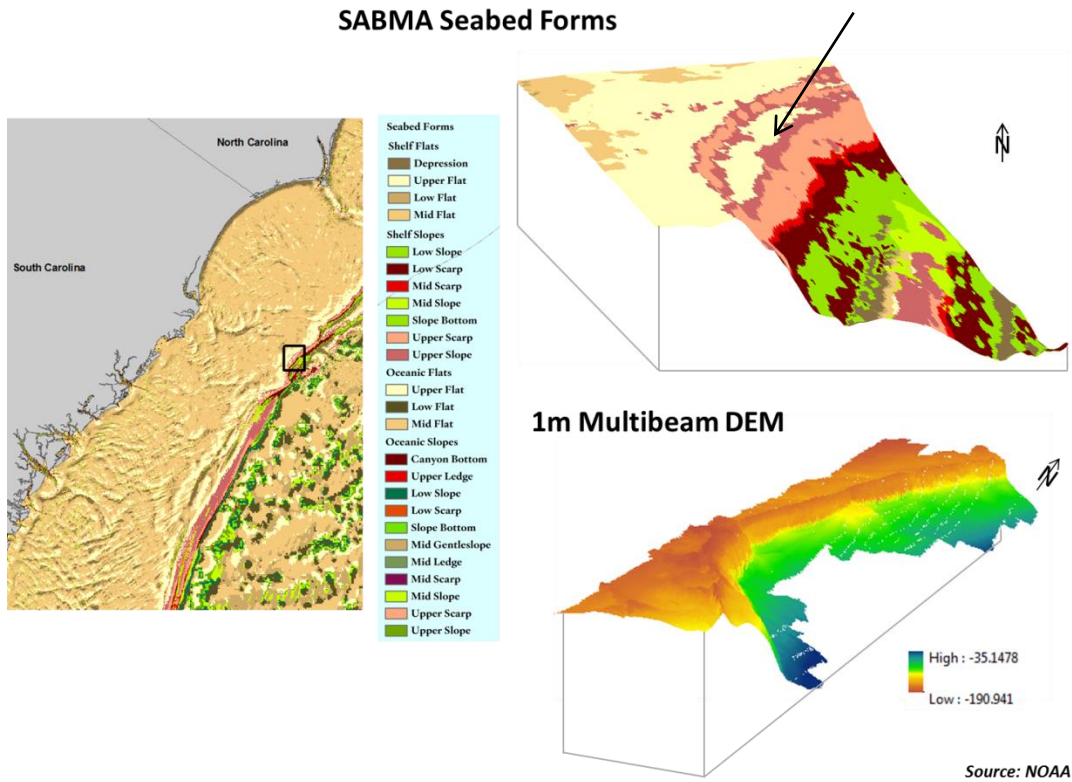 SABMA Seabed Forms
North Carolina
South Carolina
Seabed Forms
Shelf Flats
Depression
Upper Flat
Low Flat
Mid Flat
Shelf Slopes
Low Slope
Low Scarp
Mid Scarp
Mid Slope
Slope Bottom
Upper Scarp
Upper Slope
Oceanic Flats
Upper Flat
Low Flat
Mid Flat
Oceanic Slopes
Canyon Bottom
Upper Ledge
Low Slope
Low Scarp
Slope Bottom
Mid Gentleslope
Mid Ledge
Mid Scarp
Mid Slope
Upper Scarp
Upper Slope
N
1m Multibeam DEM
N
High : -35.1478
Low : -190.941
Source: NOAA